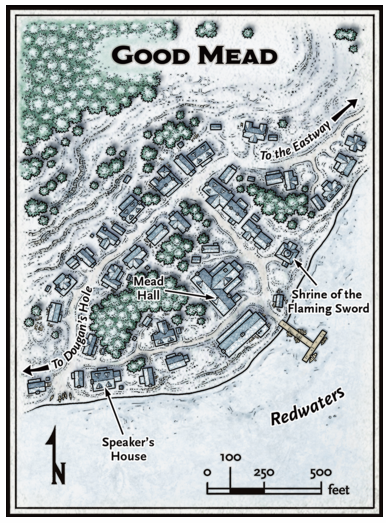 GOOD MEAD
To the Eastway
Mead
Hall
Shrine of the
Flaming Sword
To Dougan's Hole
Redwaters
Speaker's
House
N
100
0 250 500
feet